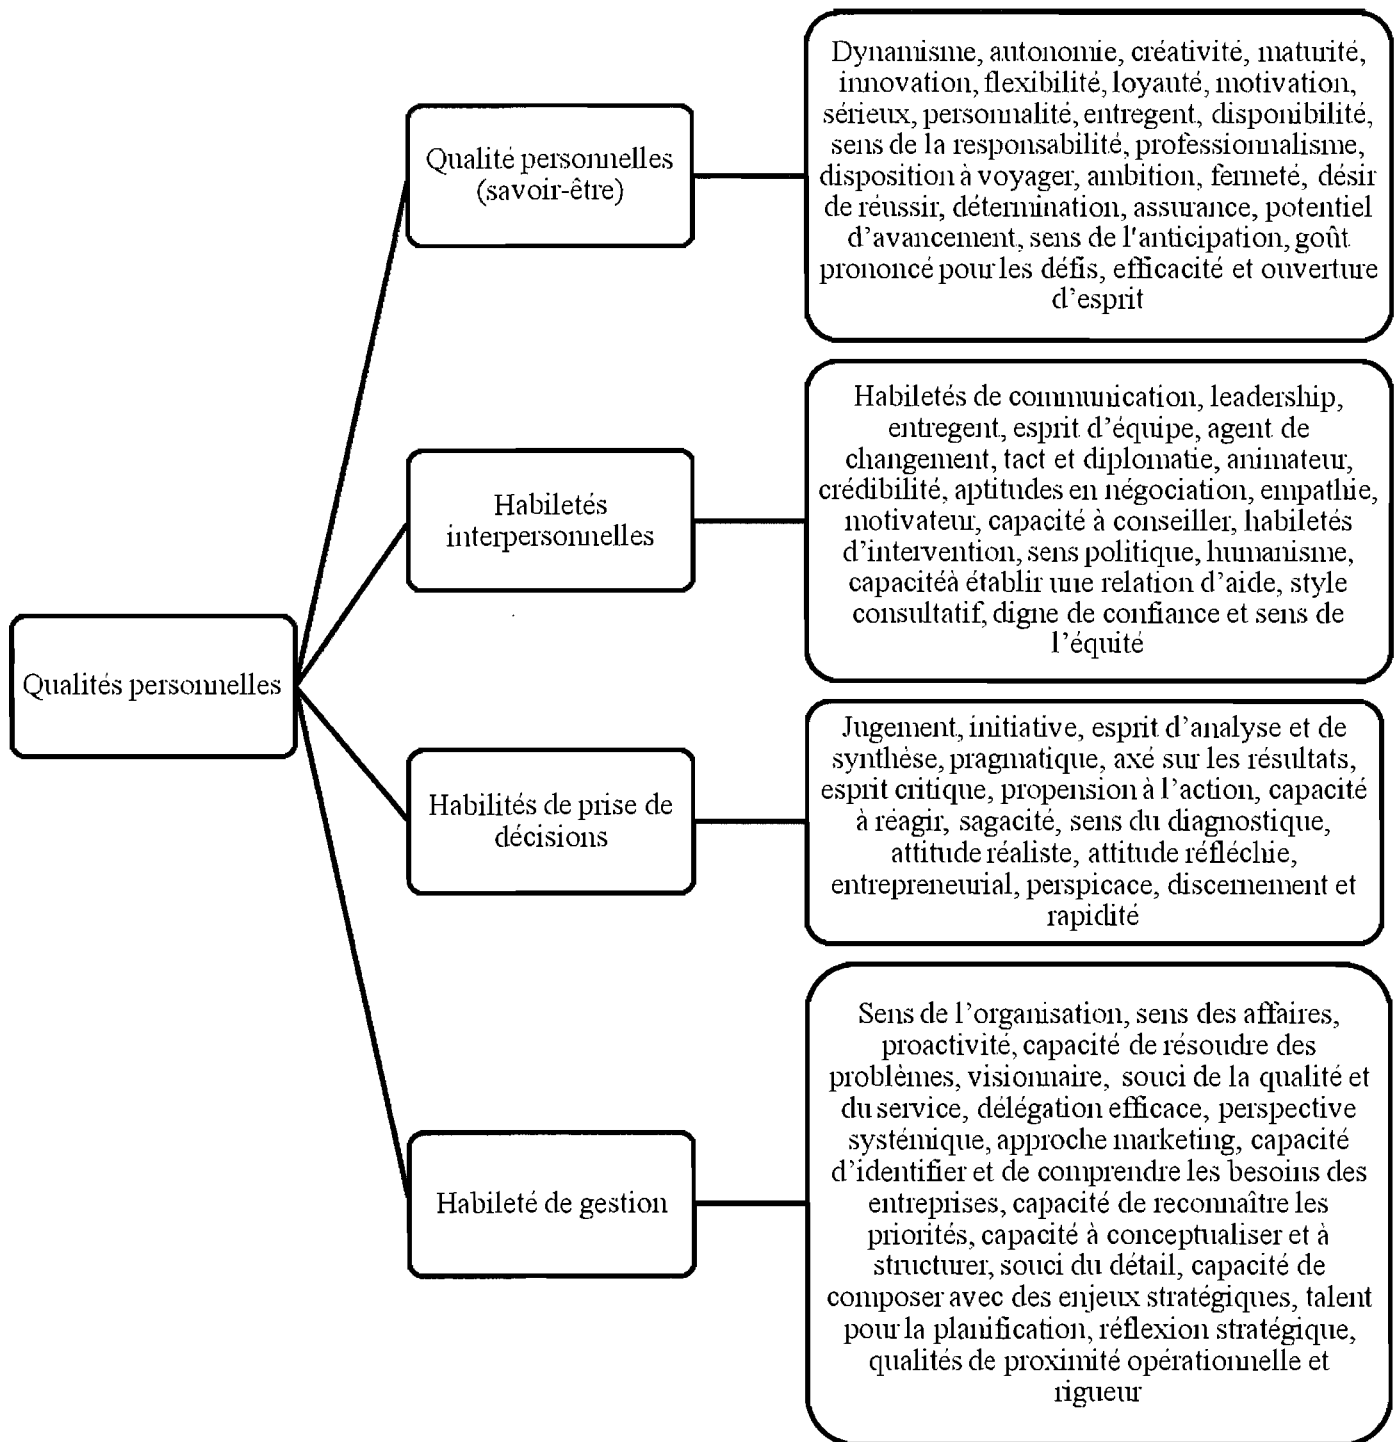 Qualités personnelles
Qualité personnelles
(savoir-être)
Dynamisme, autonomie, créativité, maturité,
innovation, flexibilité, loyauté, motivation,
sérieux, personnalité, entregent, disponibilité,
sens de la responsabilité, professionnalisme,
disposition à voyager, ambition, fermeté, désir
de réussir, détermination, assurance, potentiel
d’avancement, sens de l'anticipation, goût
prononcé pour les défis, efficacité et ouverture
d’esprit
Habiletés
interpersonnelles
Habiletés de communication, leadership,
entregent, esprit d’équipe, agent de
changement, tact et diplomatie, animateur,
crédibilité, aptitudes en négociation, empathie,
motivateur, capacité à conseiller, habiletés
d’intervention, sens politique, humanisme,
capacitéà établir une relation d’aide, style
consultatif, digne de confiance et sens de
l’équité
Habilités de prise de
décisions
Jugement, initiative, esprit d’analyse et de
synthèse, pragmatique, axé sur les résultats,
esprit critique, propension à l’action, capacité
à réagir, sagacité, sens du diagnostique,
attitude réaliste, attitude réfléchie,
entrepreneurial, perspicace, discernement et
rapidité
Habileté de gestion
Sens de l’organisation, sens des affaires,
proactivité, capacité de résoudre des
problèmes, visionnaire, souci de la qualité et
du service, délégation efficace, perspective
systémique, approche marketing, capacité
d’identifier et de comprendre les besoins des
entreprises, capacité de reconnaître les
priorités, capacité à conceptualiser et à
structurer, souci du détail, capacité de
composer avec des enjeux stratégiques, talent
pour la planification, réflexion stratégique,
qualités de proximité opérationnelle et
rigueur